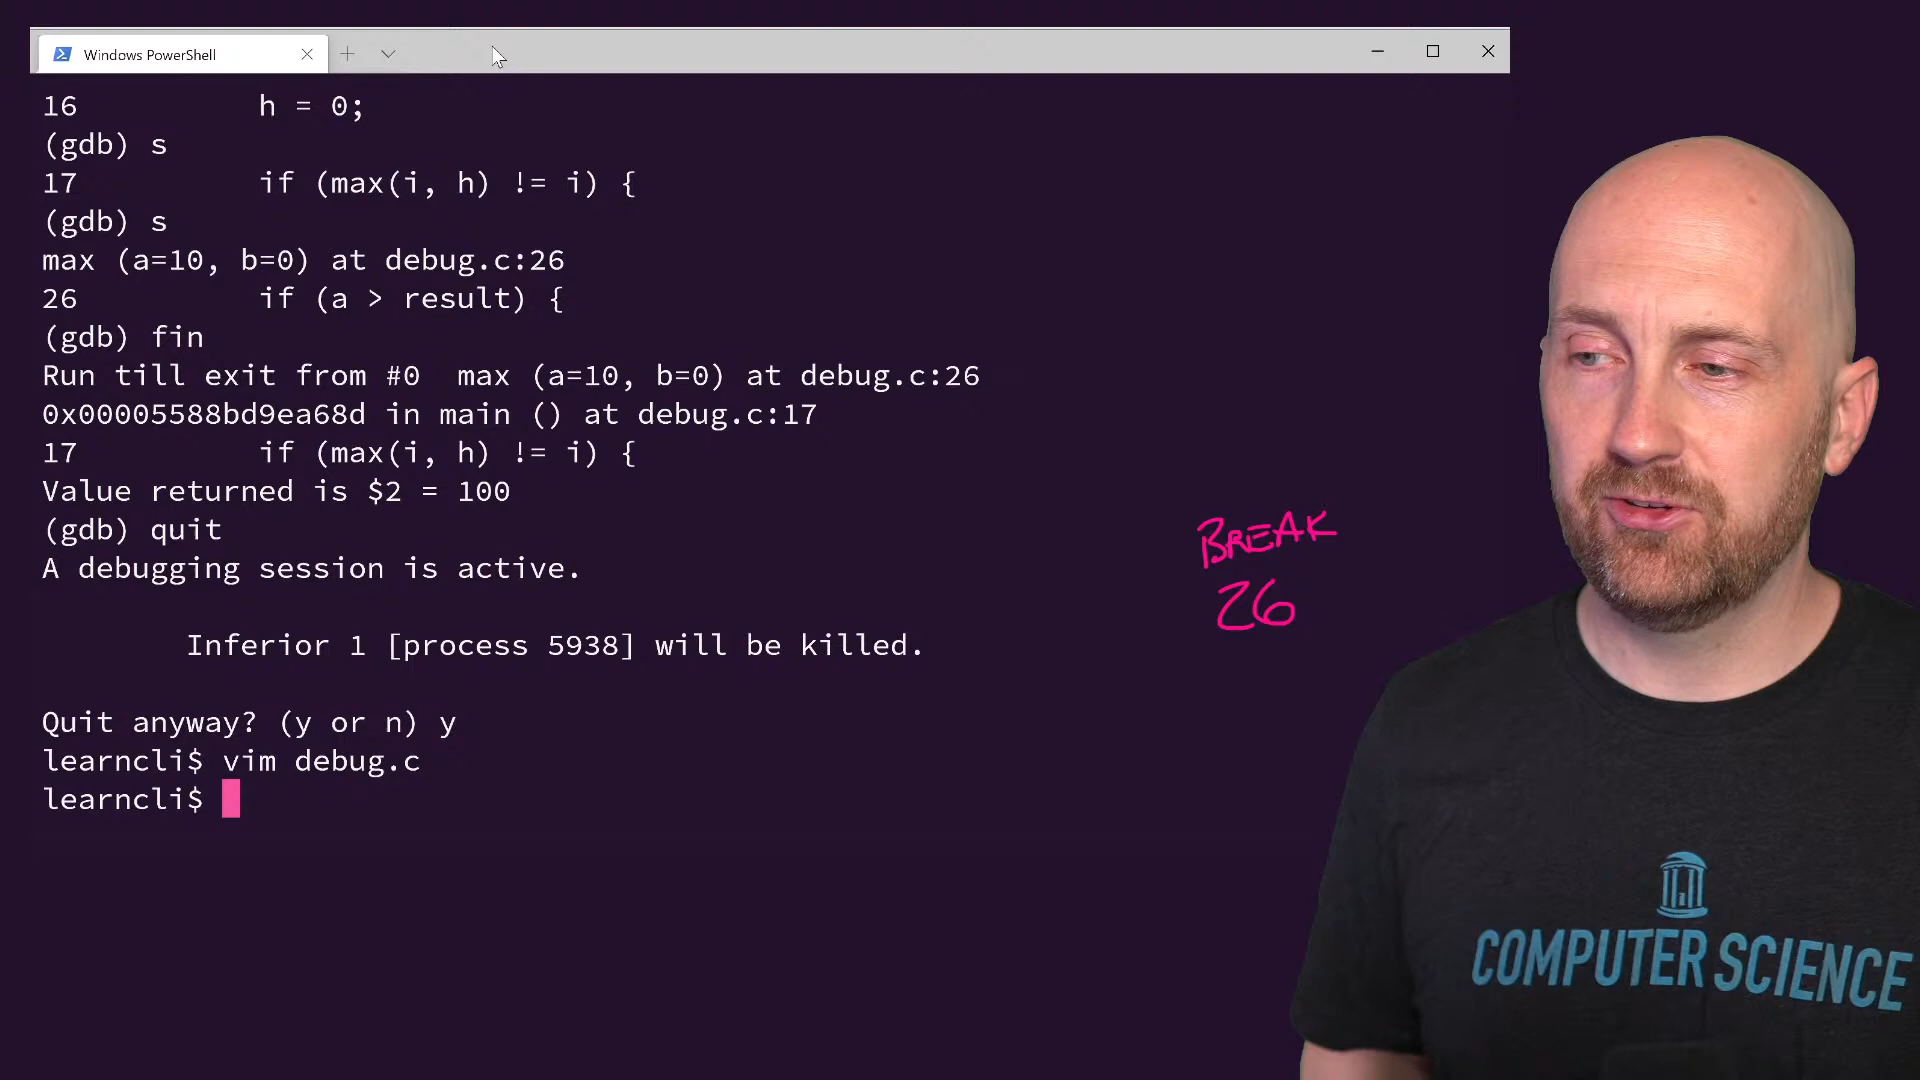 Windows PowerShell
16 h = 0;
(gdb) s
17 if (max(i, h) != i) {
(gdb) s
max (a=10, b=0) at debug.c:26
26 if (a > result) {
(gdb) fin
Run till exit from #0 max (a=10, b=0) at debug.c:26
0x00005588bd9ea68d in main () at debug.c:17
17 if (max(i, h) != i) {
Value returned is $2 = 100
(gdb) quit
A debugging session is active.
Inferior 1 [process 5938] will be killed.
Quit anyway? (y or n) y
learncli$ vim debug.c
learncli$
BREAK
26
COMPUTER SCIENCE